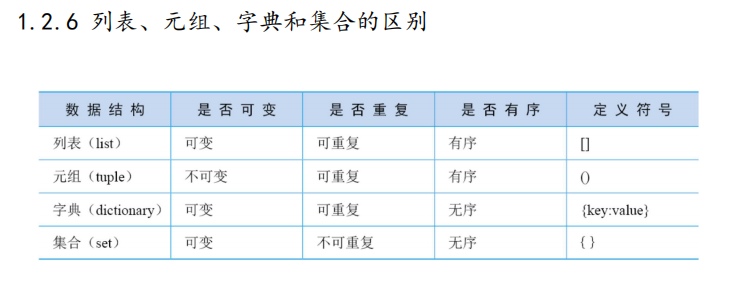 1.2.6 列表、元组、字典和集合的区别
数据结构 是否可变 是否重复 是否有序 定义符号
列表（list） 可变 可重复 有序 []
元组（tuple） 不可变 可重复 有序 ()
字典（dictionary） 可变 可重复 无序 {key:value}
集合（set） 可变 不可重复 无序 { }